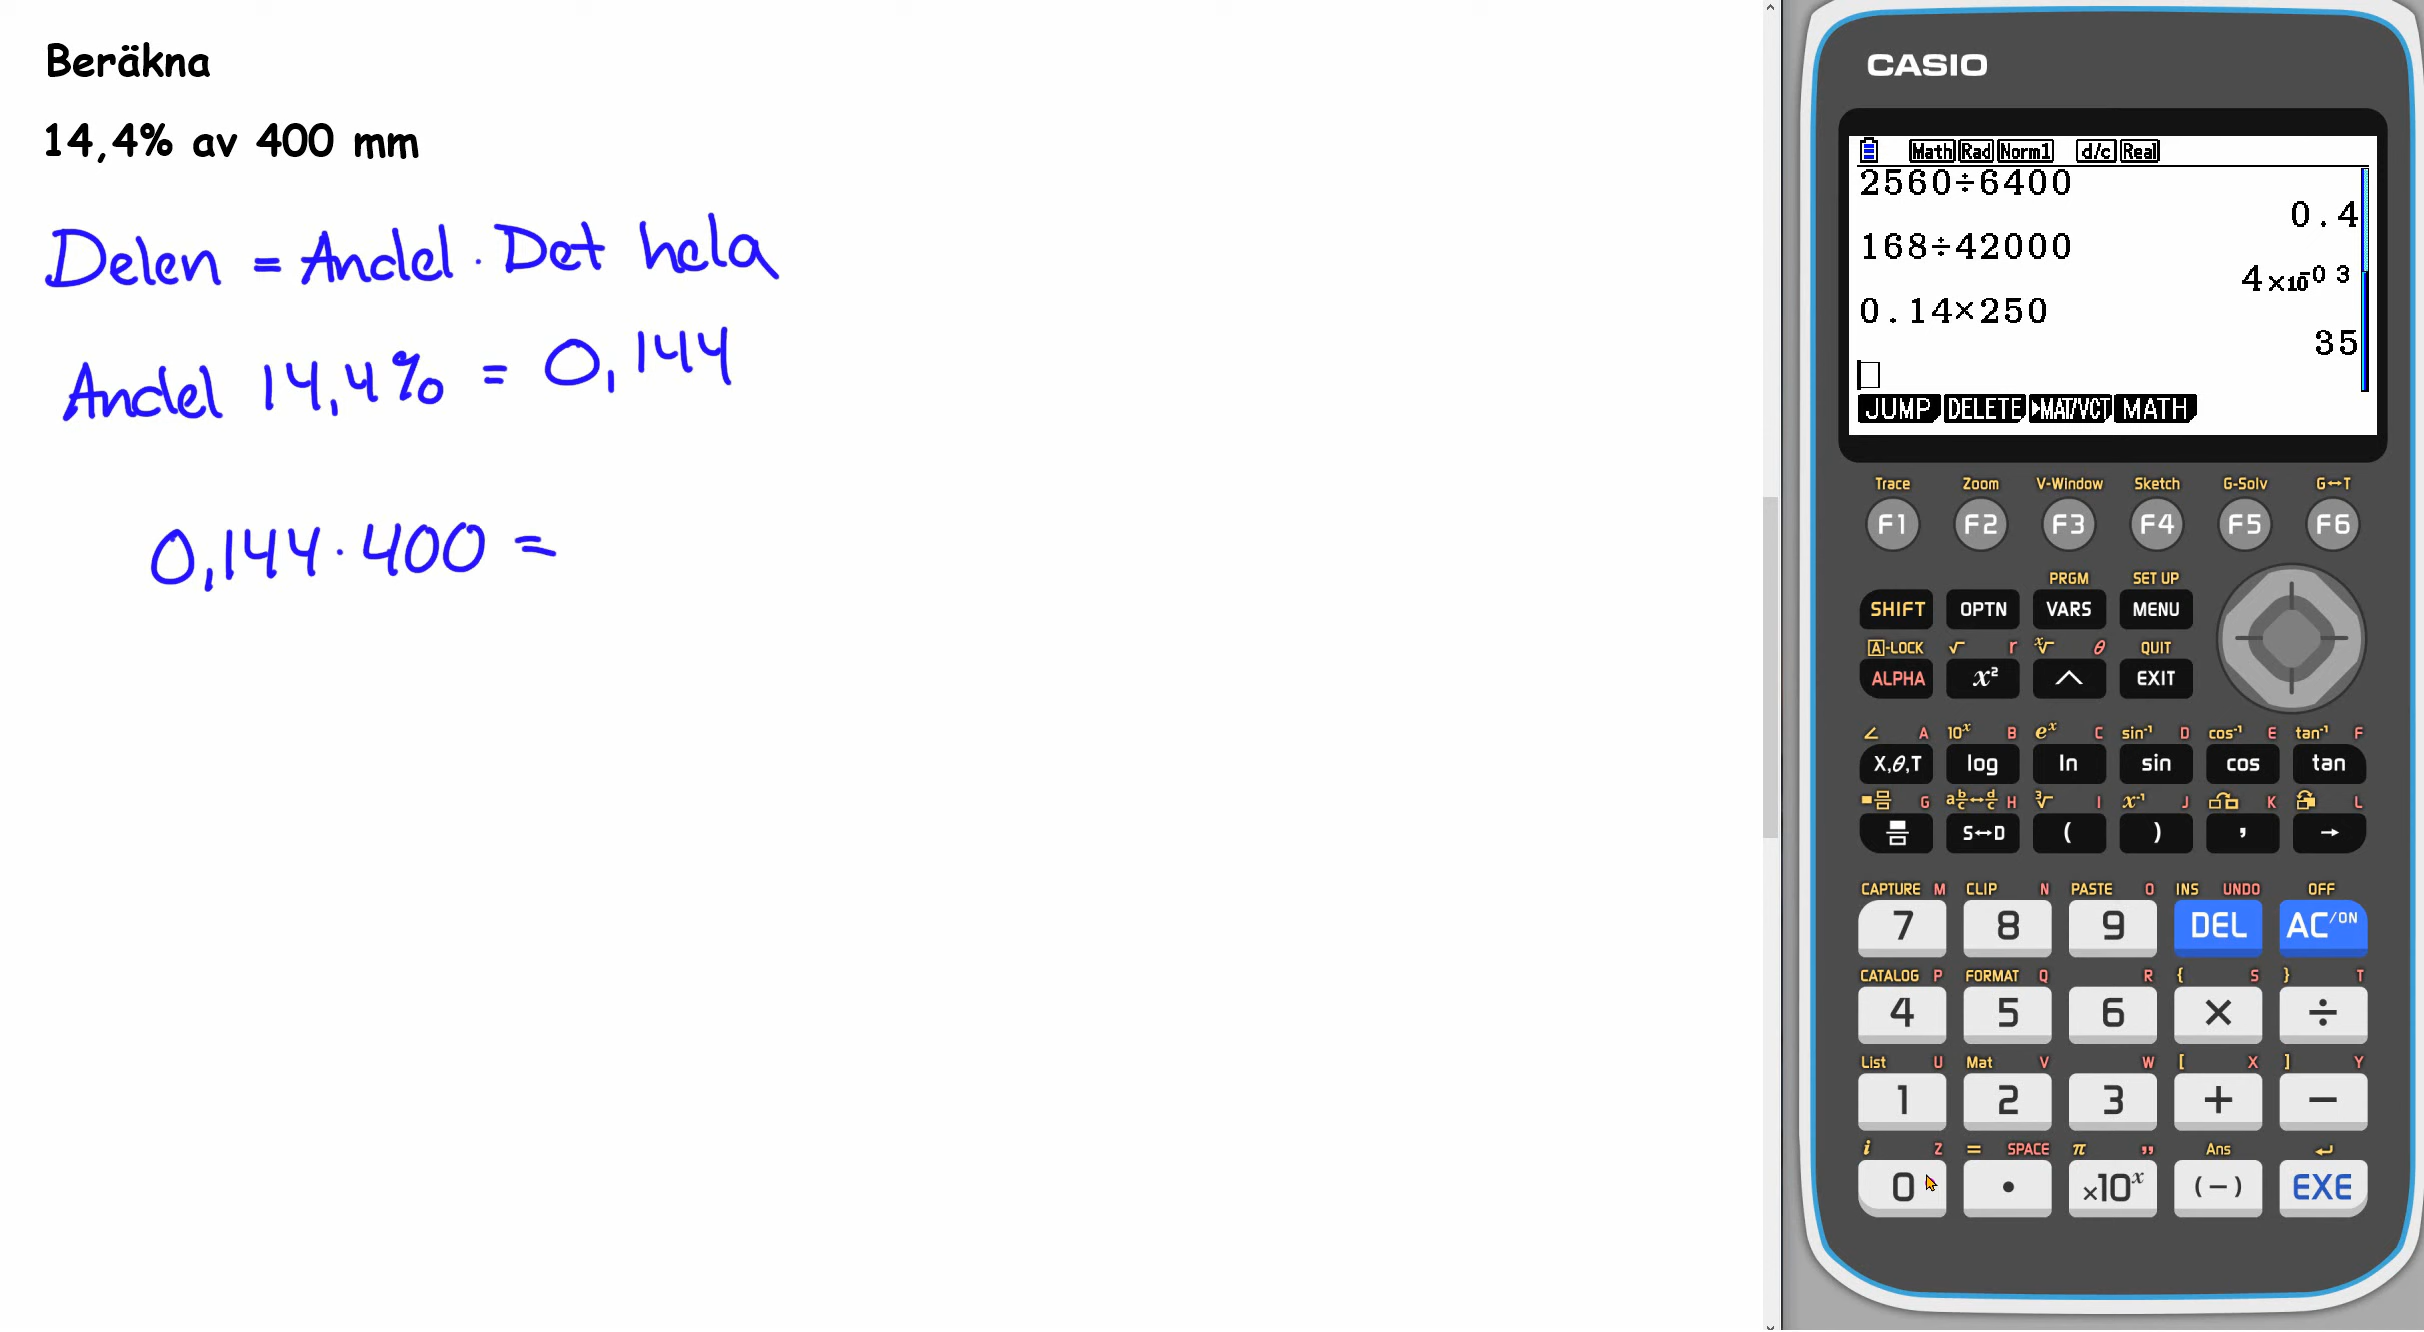 Beräkna
14,4% av 400 mm
Delen = Andel · Det hela
Andel 14,4% = 0,144
0,144 · 400 =
CASIO
Math Rad Norm1 d/c Real
2560÷6400
0.4
168÷42000
4×10⁻⁰³
0.14×250
35
JUMP DELETE ▶MAT/VCT MATH
Trace Zoom V-Window Sketch G-Solv G↔T
F1 F2 F3 F4 F5 F6
PRGM SET UP
SHIFT OPTN VARS MENU
A-LOCK √ r ˣ√ θ QUIT
ALPHA x² ^ EXIT
∠ A 10ˣ B eˣ C sin⁻¹ D cos⁻¹ E tan⁻¹ F
X,θ,T log ln sin cos tan
G a b/c↔d/c H ³√ I x⁻¹ J K L
S↔D ( ) , →
CAPTURE M CLIP N PASTE O INS UNDO OFF
7 8 9 DEL AC/ON
CATALOG P FORMAT Q R { S } T
4 5 6 × ÷
List U Mat V W [ X ] Y
1 2 3 + −
i Z = SPACE π " Ans ↵
0 • ×10ˣ (−) EXE